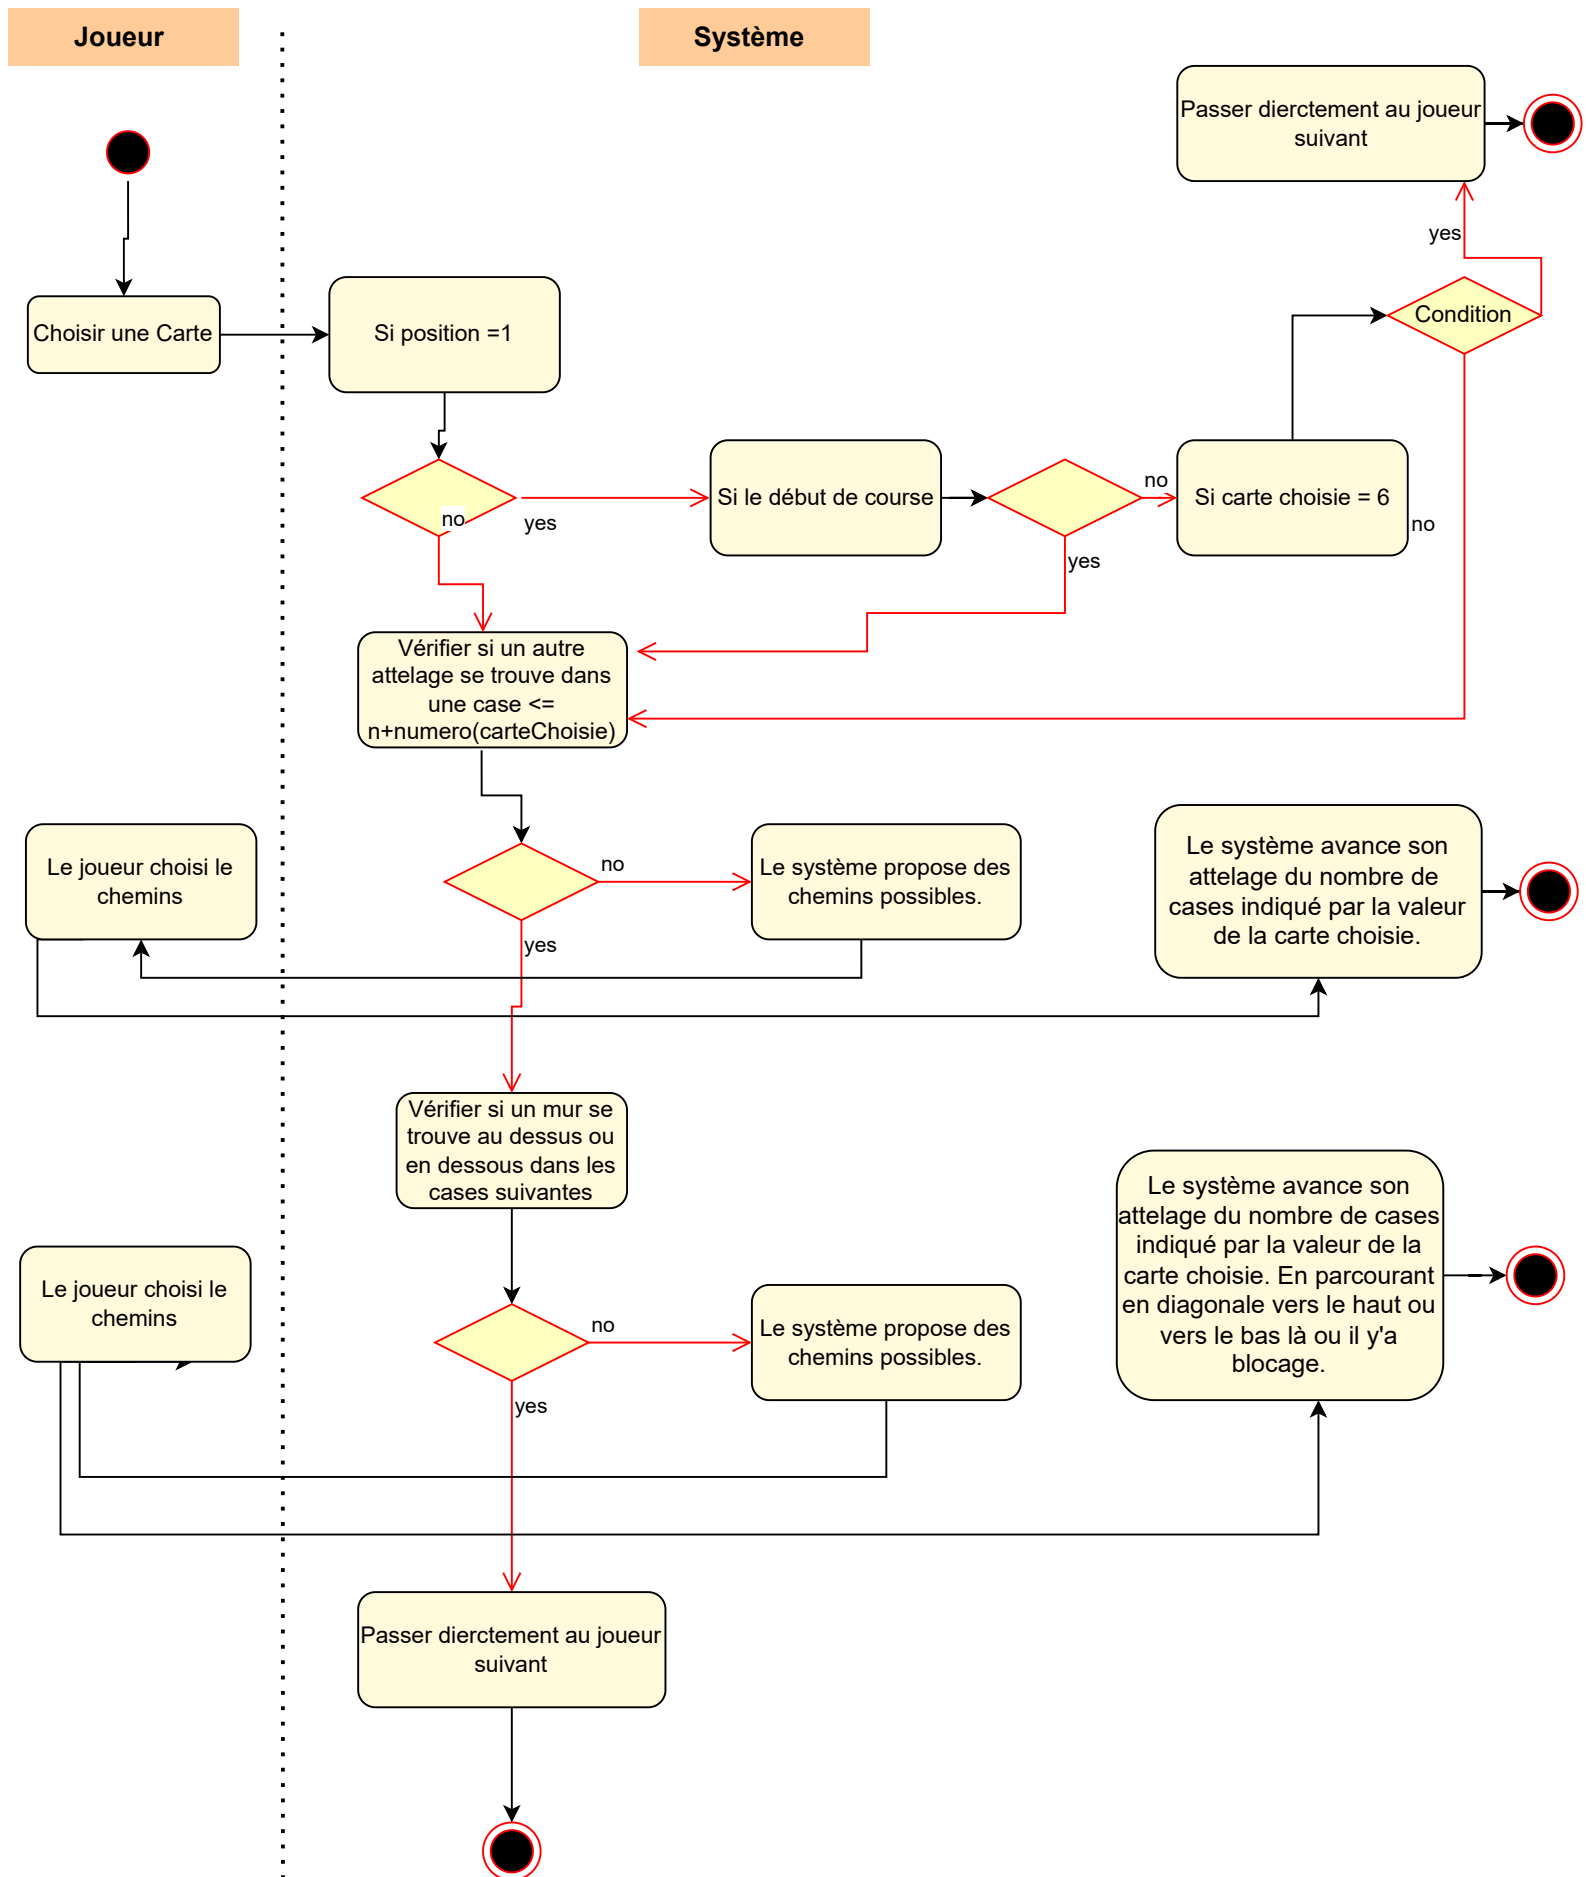 Joueur
Système
Passer dierctement au joueur
suivant
yes
Condition
Choisir une Carte
Si position =1
no
yes
Si le début de course
no
yes
Si carte choisie = 6
no
Vérifier si un autre
attelage se trouve dans
une case <=
n+numero(carteChoisie)
Le joueur choisi le
chemins
no
yes
Le système propose des
chemins possibles.
Le système avance son
attelage du nombre de
cases indiqué par la valeur
de la carte choisie.
Vérifier si un mur se
trouve au dessus ou
en dessous dans les
cases suivantes
Le système avance son
attelage du nombre de cases
indiqué par la valeur de la
carte choisie. En parcourant
en diagonale vers le haut ou
vers le bas là ou il y'a
blocage.
Le joueur choisi le
chemins
no
yes
Le système propose des
chemins possibles.
Passer dierctement au joueur
suivant